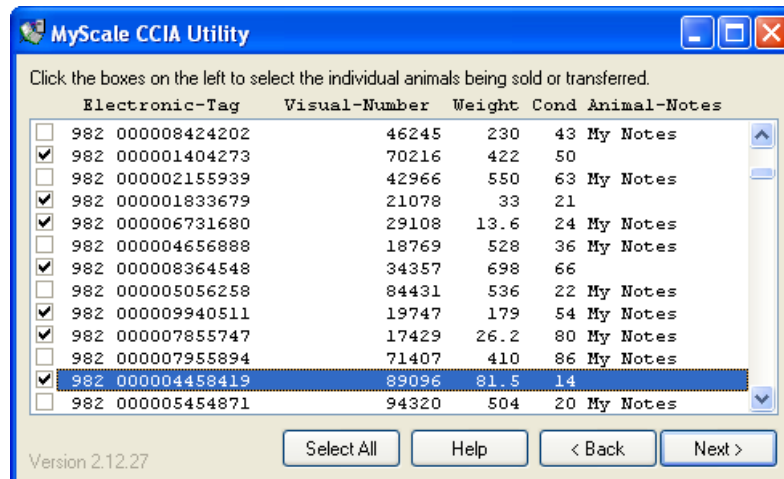 MyScale CCIA Utility
Click the boxes on the left to select the individual animals being sold or transferred.
Electronic-Tag Visual-Number Weight Cond Animal-Notes
982 000008424202 46245 230 43 My Notes
982 000001404273 70216 422 50
982 000002155939 42966 550 63 My Notes
982 000001833679 21078 33 21
982 000006731680 29108 13.6 24 My Notes
982 000004656888 18769 528 36 My Notes
982 000008364548 34357 698 66
982 000005056258 84431 536 22 My Notes
982 000009940511 19747 179 54 My Notes
982 000007855747 17429 26.2 80 My Notes
982 000007955894 71407 410 86 My Notes
982 000004458419 89096 81.5 14
982 000005454871 94320 504 20 My Notes
Version 2.12.27 Select All Help < Back Next >